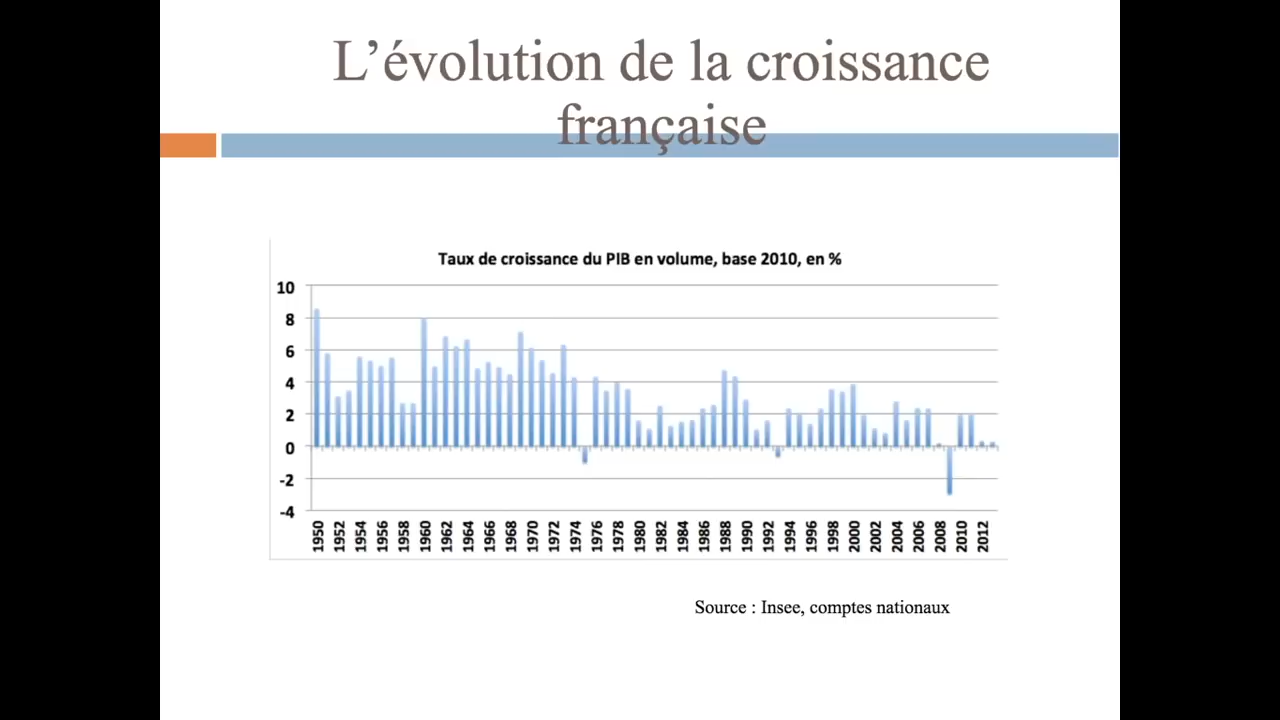 L’évolution de la croissance
française
Taux de croissance du PIB en volume, base 2010, en %
10
8
6
4
2
0
-2
-4
1950 1952 1954 1956 1958 1960 1962 1964 1966 1968 1970 1972 1974 1976 1978 1980 1982 1984 1986 1988 1990 1992 1994 1996 1998 2000 2002 2004 2006 2008 2010 2012
Source : Insee, comptes nationaux